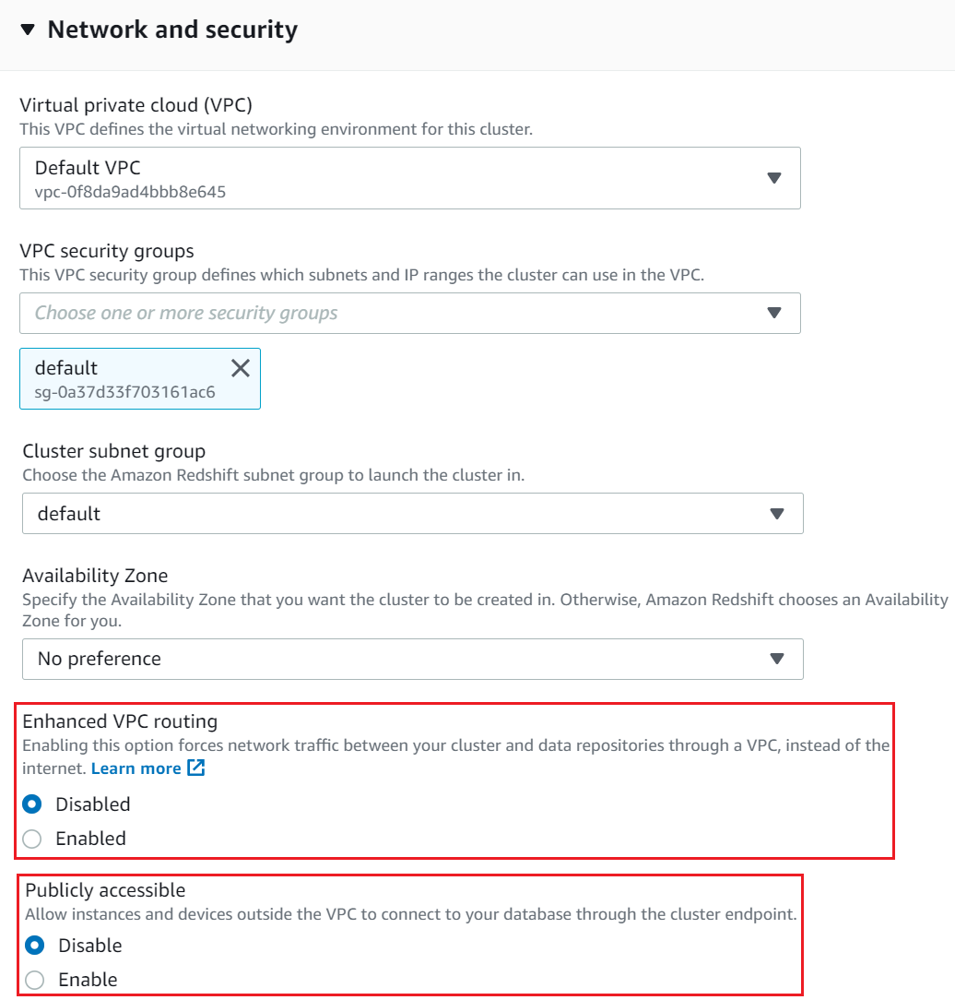 Network and security
Virtual private cloud (VPC)
This VPC defines the virtual networking environment for this cluster.
Default VPC
vpc-0f8da9ad4bbb8e645
VPC security groups
This VPC security group defines which subnets and IP ranges the cluster can use in the VPC.
Choose one or more security groups
default
sg-0a37d33f703161ac6
Cluster subnet group
Choose the Amazon Redshift subnet group to launch the cluster in.
default
Availability Zone
Specify the Availability Zone that you want the cluster to be created in. Otherwise, Amazon Redshift chooses an Availability
Zone for you.
No preference
Enhanced VPC routing
Enabling this option forces network traffic between your cluster and data repositories through a VPC, instead of the
internet. Learn more
Disabled
Enabled
Publicly accessible
Allow instances and devices outside the VPC to connect to your database through the cluster endpoint.
Disable
Enable